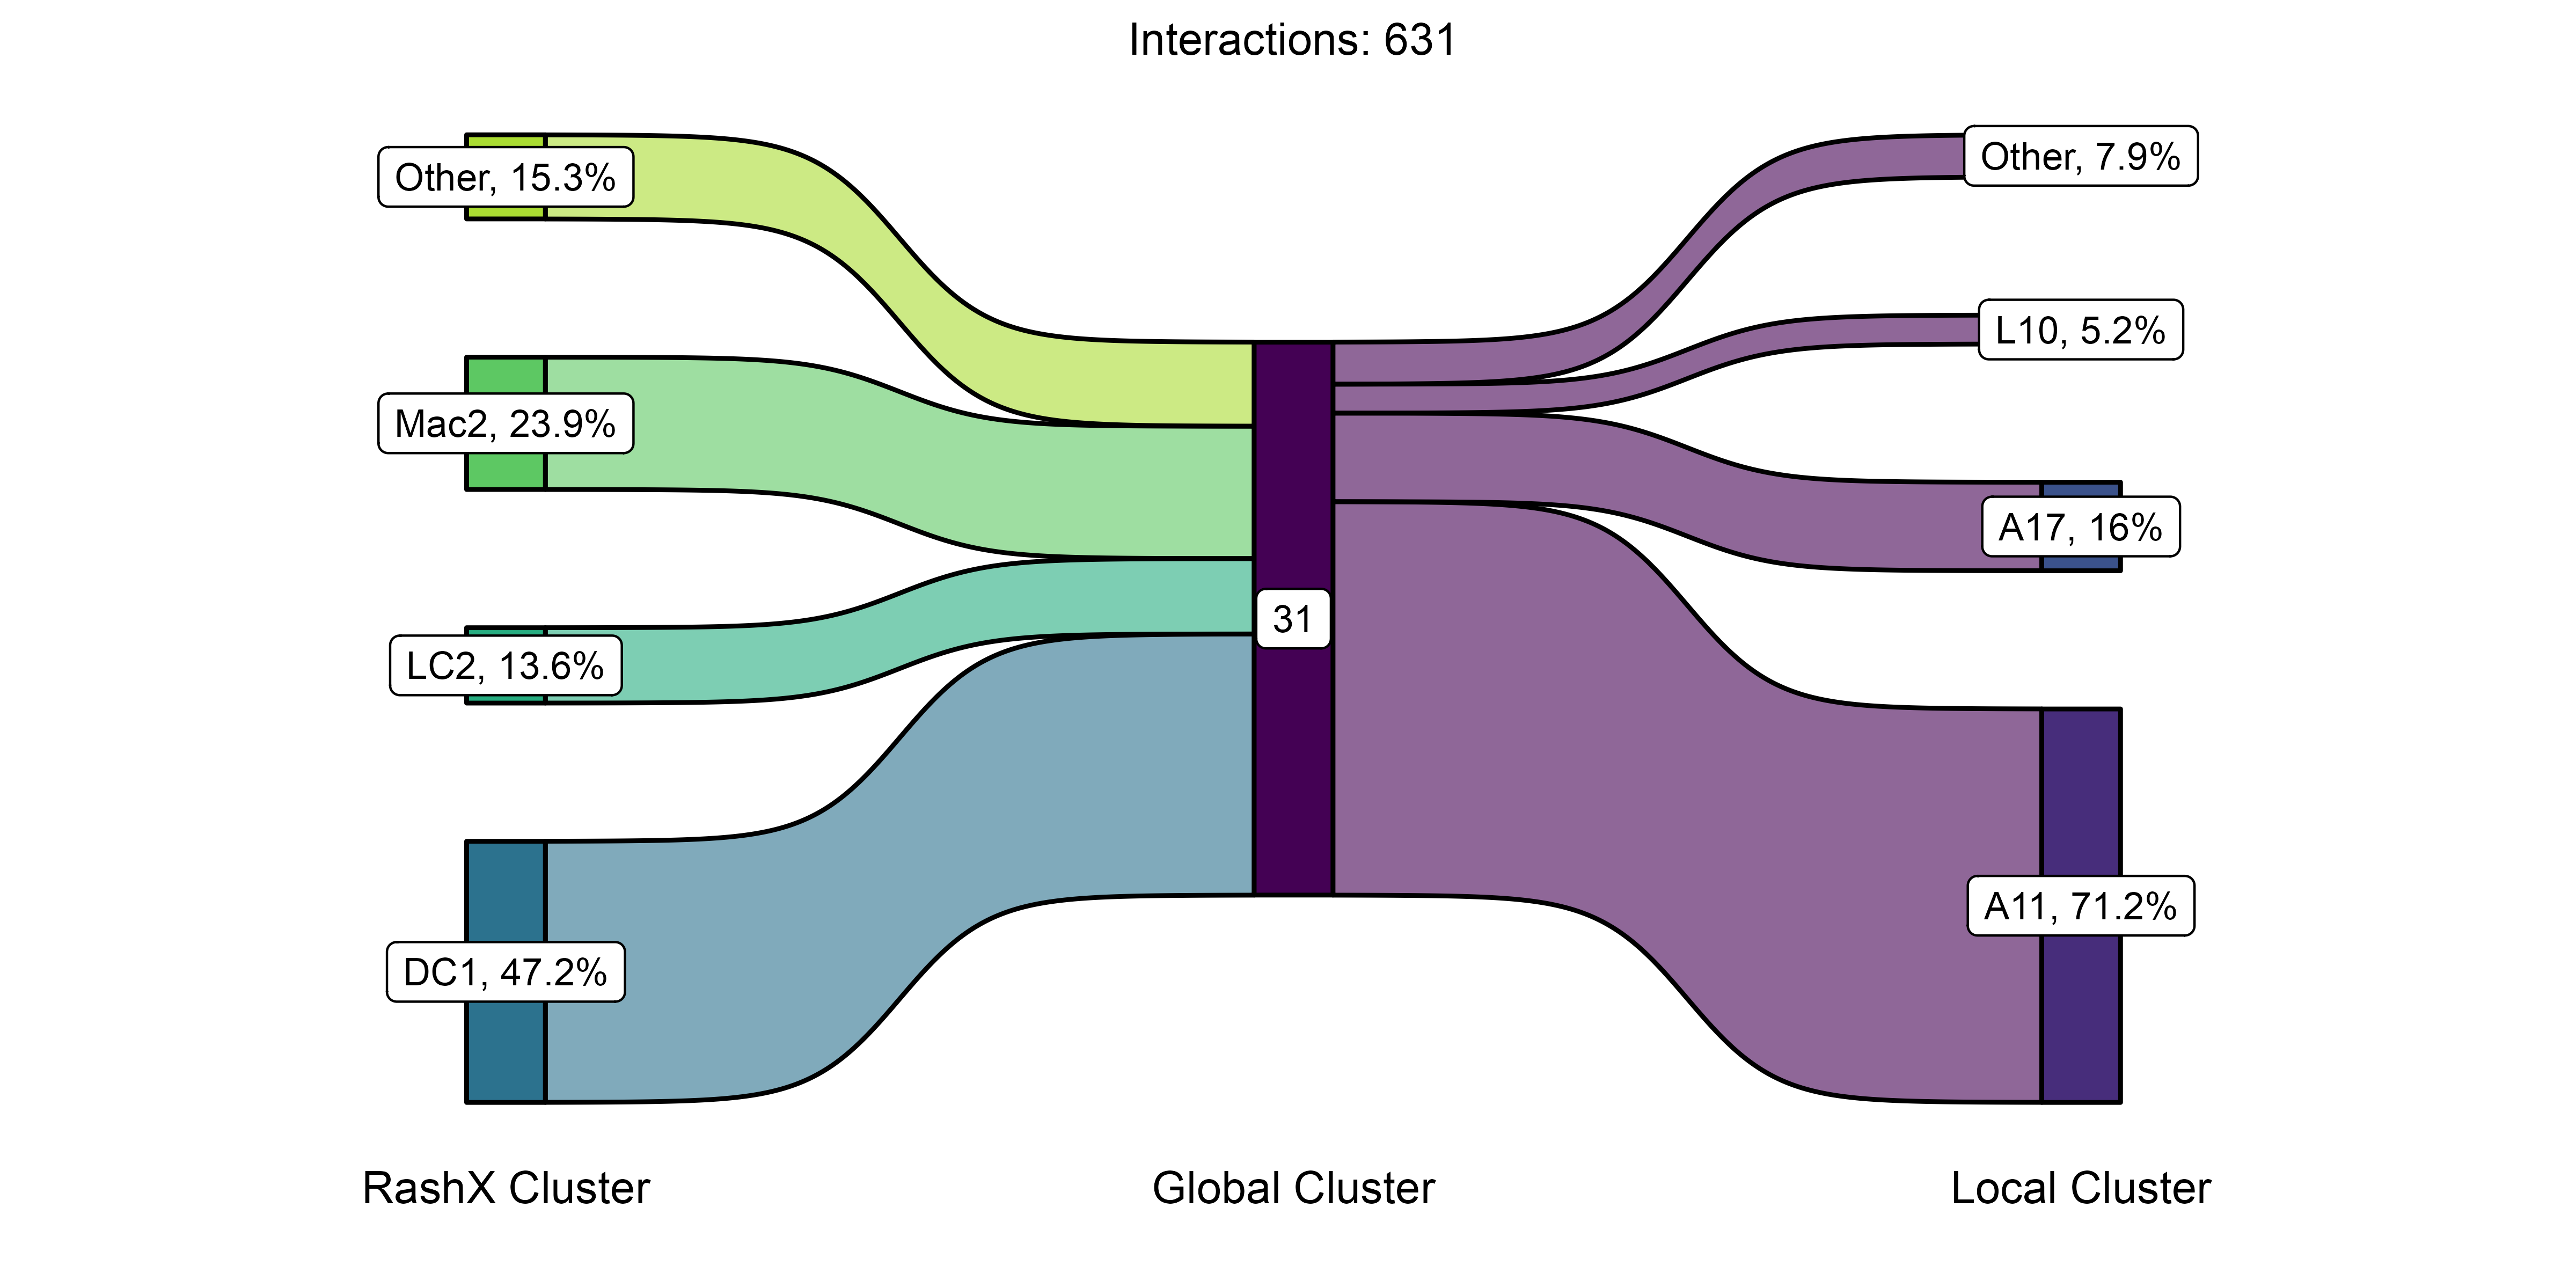 Interactions: 631
Other, 15.3%
Mac2, 23.9%
LC2, 13.6%
DC1, 47.2%
31
Other, 7.9%
L10, 5.2%
A17, 16%
A11, 71.2%
RashX Cluster
Global Cluster
Local Cluster